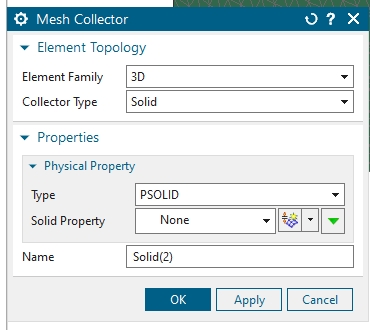 Mesh Collector
Element Topology
Element Family 3D
Collector Type Solid
Properties
Physical Property
Type PSOLID
Solid Property None
Name Solid(2)
OK Apply Cancel